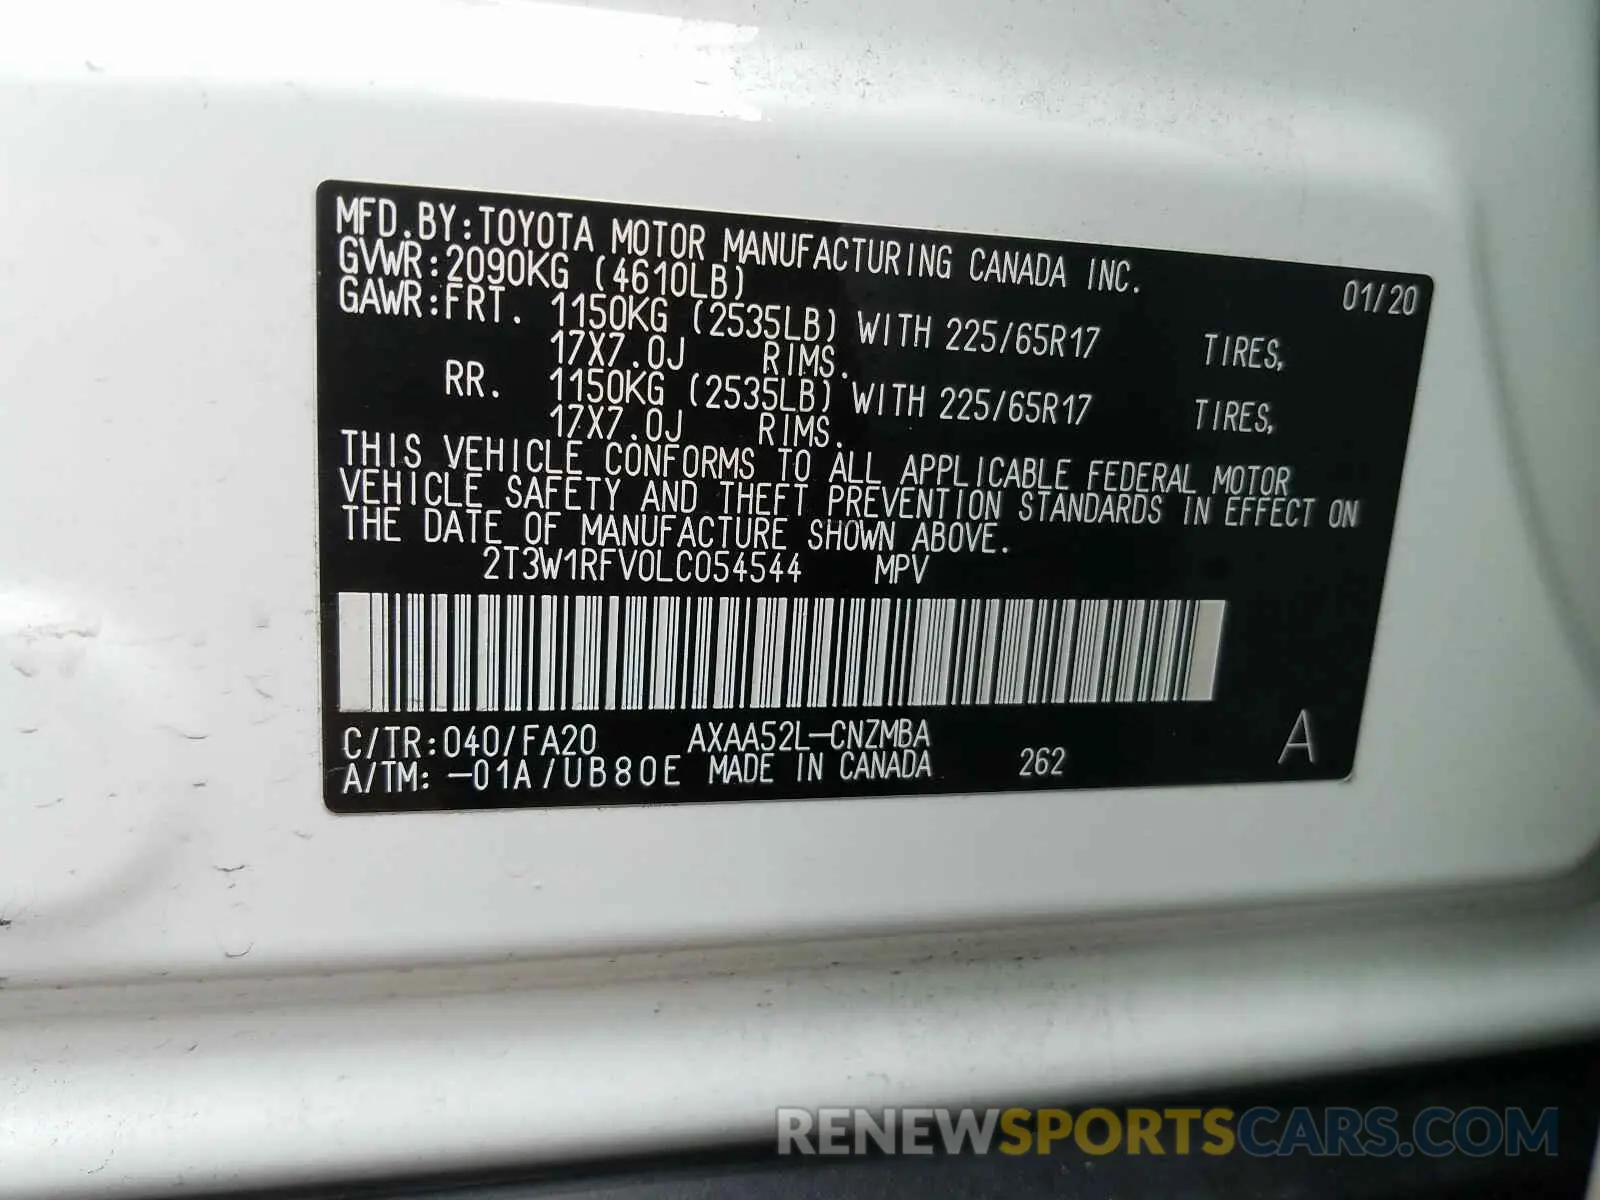 MFD.BY:TOYOTA MOTOR MANUFACTURING CANADA INC. 01/20
GVWR:2090KG (4610LB)
GAWR:FRT. 1150KG (2535LB) WITH 225/65R17 TIRES,
17X7.0J RIMS.
RR. 1150KG (2535LB) WITH 225/65R17 TIRES,
17X7.0J RIMS.
THIS VEHICLE CONFORMS TO ALL APPLICABLE FEDERAL MOTOR
VEHICLE SAFETY AND THEFT PREVENTION STANDARDS IN EFFECT ON
THE DATE OF MANUFACTURE SHOWN ABOVE.
2T3W1RFV0LC054544 MPV
C/TR:040/FA20 AXAA52L-CNZMBA 262 A
A/TM: -01A/UB80E MADE IN CANADA
RENEWSPORTSCARS.COM